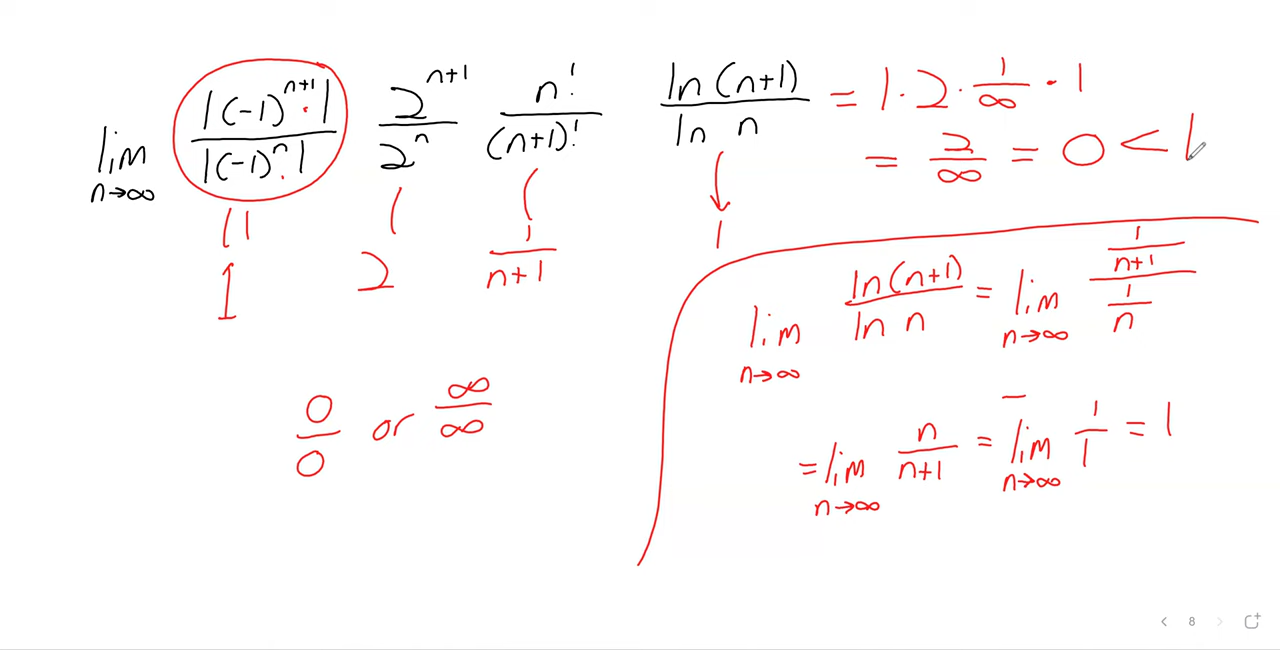 lim n→∞ |(-1)^{n+1}·|/|(-1)^n·| 2^{n+1}/2^n n!/(n+1)! ln(n+1)/ln n = 1·2·1/∞·1
= 2/∞ = 0 < 1
11 1
2
1/(n+1)
1
lim n→∞ ln(n+1)/ln n = lim n→∞ (1/(n+1))/(1/n)
0/0 or ∞/∞
= lim n→∞ n/(n+1) = lim n→∞ 1/1 = 1
8